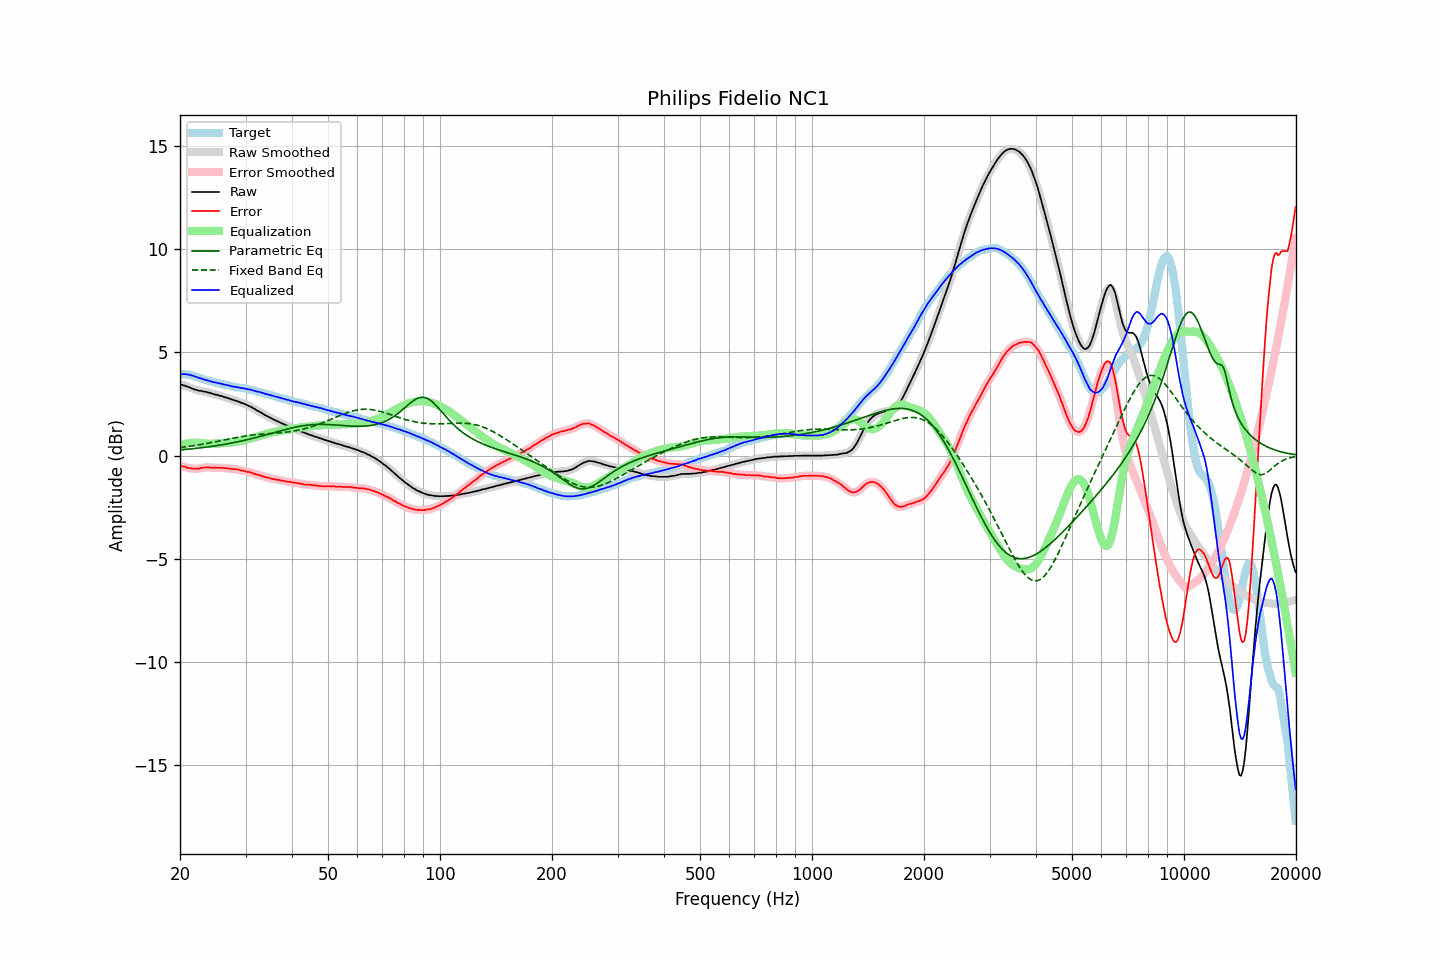 Philips Fidelio NC1
Target
Raw Smoothed
Error Smoothed
Raw
Error
Equalization
Parametric Eq
Fixed Band Eq
Equalized
15
10
5
0
−5
−10
−15
Amplitude (dBr)
20
50
100
200
500
1000
2000
5000
10000
20000
Frequency (Hz)